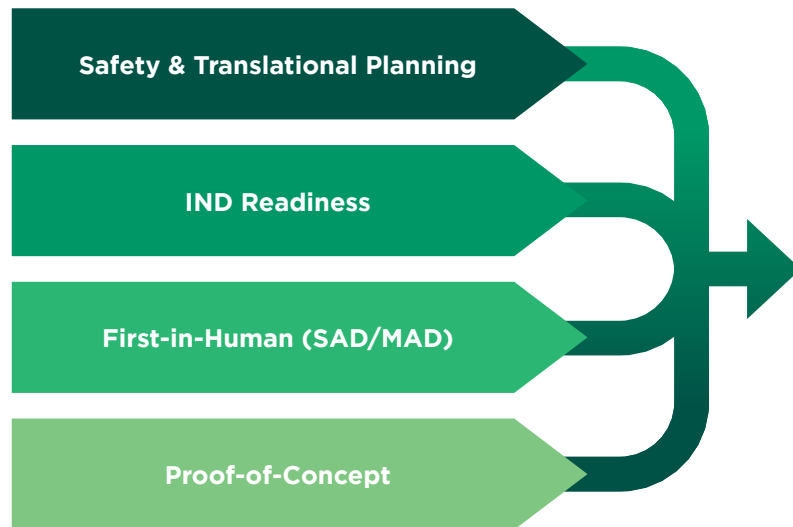 Safety & Translational Planning
IND Readiness
First-in-Human (SAD/MAD)
Proof-of-Concept